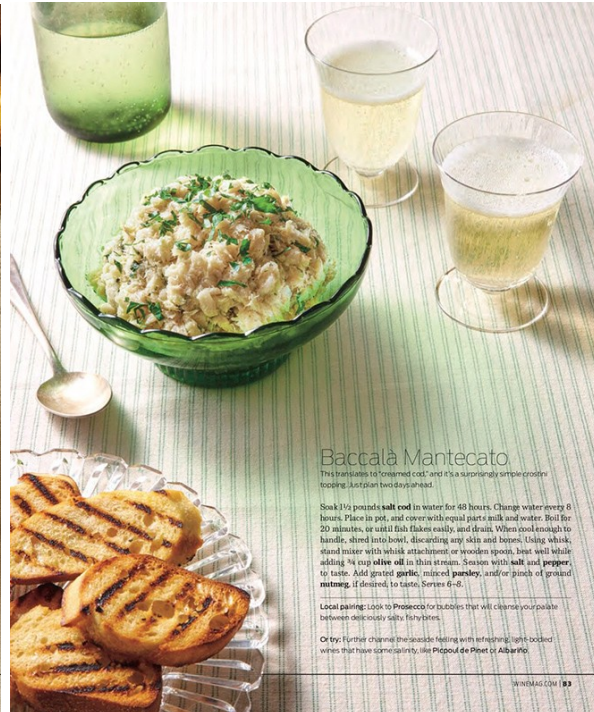 Baccalà Mantecato
This translates to “creamed cod,” and it’s a surprisingly simple crostini
topping. Just plan two days ahead.
Soak 1½ pounds salt cod in water for 48 hours. Change water every 8
hours. Place in pot, and cover with equal parts milk and water. Boil for
20 minutes, or until fish flakes easily, and drain. When cool enough to
handle, shred into bowl, discarding any skin and bones. Using whisk,
stand mixer with whisk attachment or wooden spoon, beat well while
adding ¾ cup olive oil in thin stream. Season with salt and pepper,
to taste. Add grated garlic, minced parsley, and/or pinch of ground
nutmeg, if desired, to taste. Serves 6–8.
Local pairing: Look to Prosecco for bubbles that will cleanse your palate
between deliciously salty, fishy bites.
Or try: Further channel the seaside feeling with refreshing, light-bodied
wines that have some salinity, like Picpoul de Pinet or Albariño.
WINEMAG.COM | 93